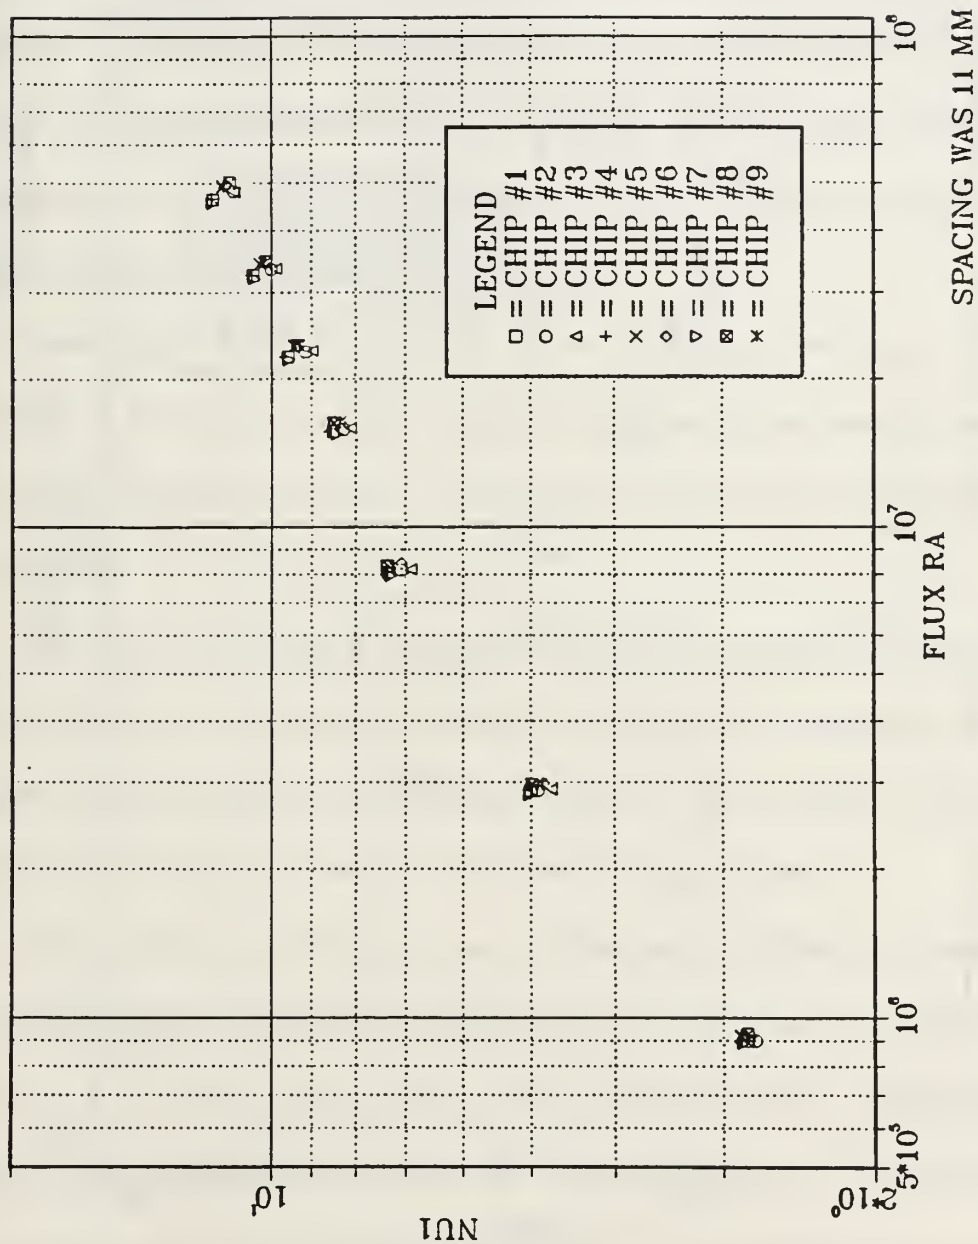 NU1
10¹
2*10⁰
5*10⁵
10⁶
10⁷
10⁸
FLUX RA
LEGEND
□ = CHIP #1
○ = CHIP #2
△ = CHIP #3
+ = CHIP #4
× = CHIP #5
◇ = CHIP #6
▽ = CHIP #7
⊠ = CHIP #8
✳ = CHIP #9
SPACING WAS 11 MM